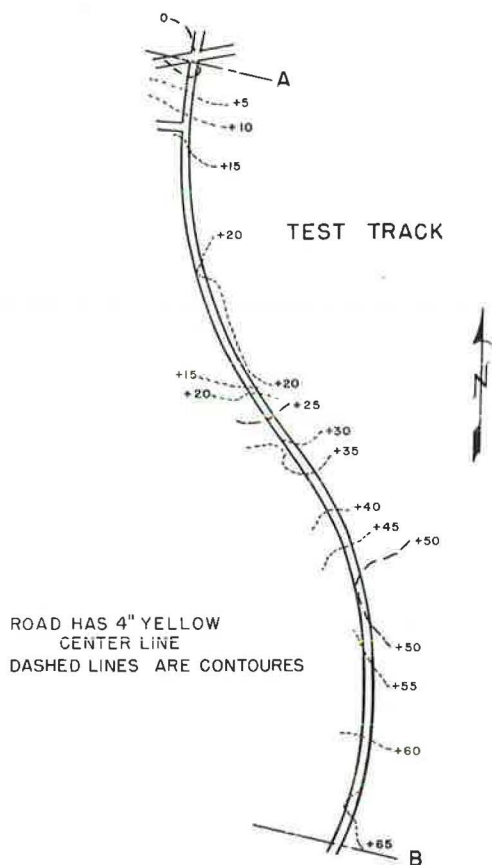 0
A
+5
+10
+15
+20
TEST TRACK
N
+15
+20
+20
+25
+30
+35
+40
+45
+50
ROAD HAS 4" YELLOW
CENTER LINE
DASHED LINES ARE CONTOURES
+50
+55
+60
+65
B